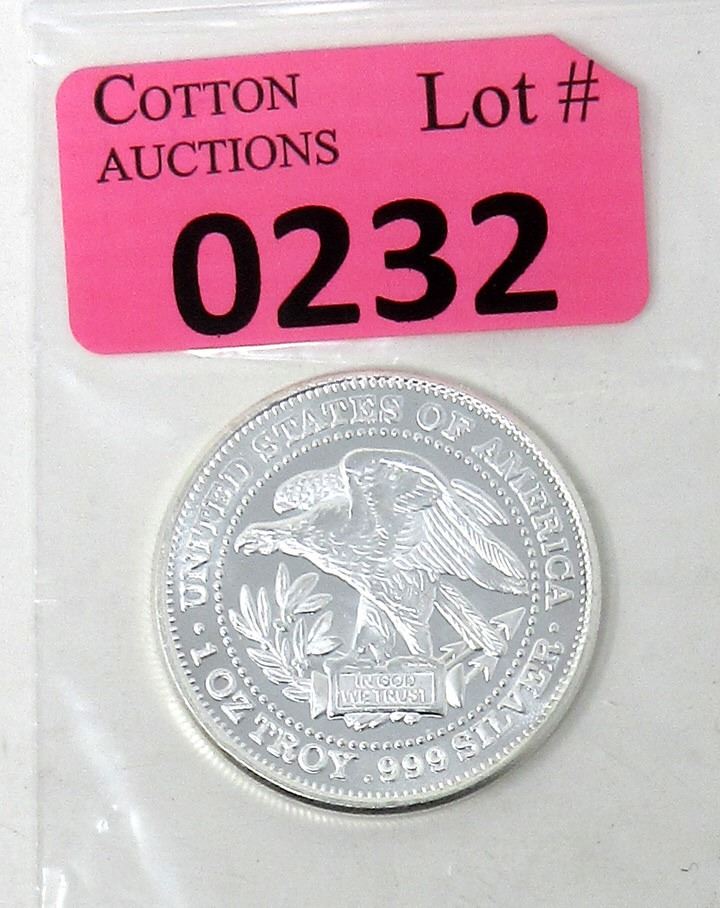 COTTON
AUCTIONS
Lot #
0232
UNITED STATES OF AMERICA
IN GOD
WE TRUST
1 OZ TROY .999 SILVER